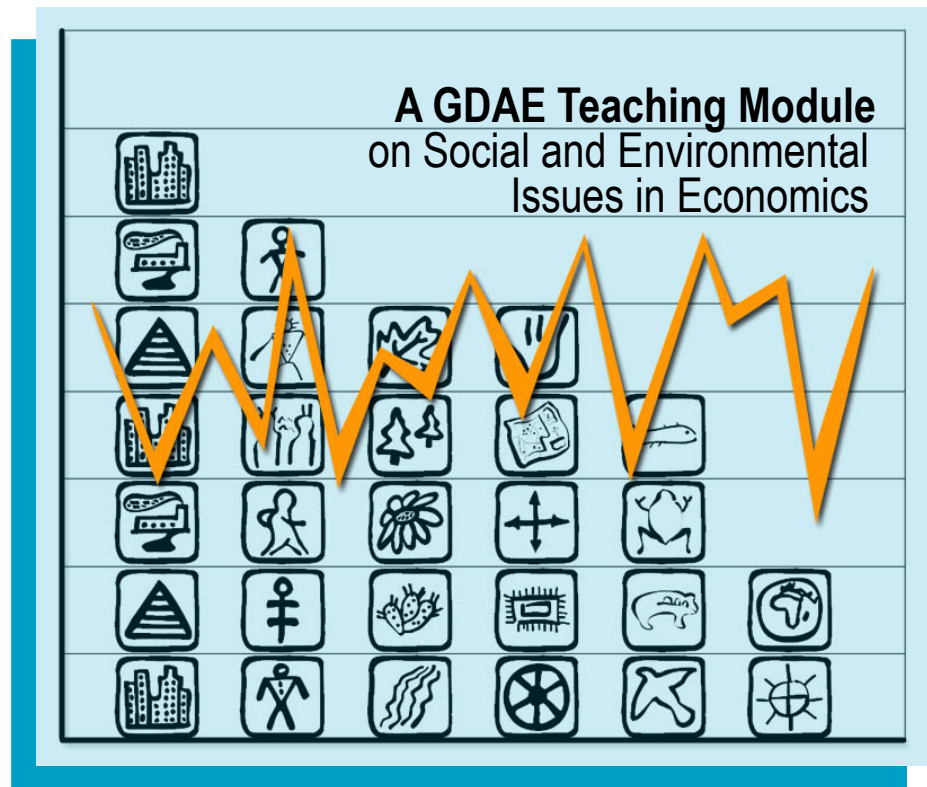 A GDAE Teaching Module
on Social and Environmental
Issues in Economics